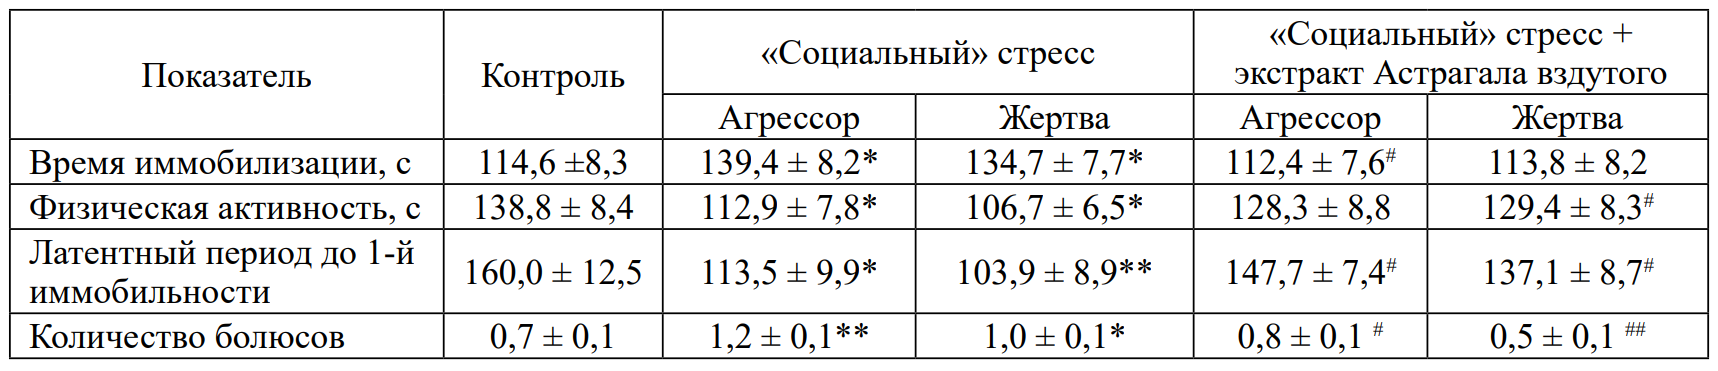 Показатель Контроль «Социальный» стресс «Социальный» стресс +
экстракт Астрагала вздутого
Агрессор Жертва Агрессор Жертва
Время иммобилизации, с 114,6 ±8,3 139,4 ± 8,2* 134,7 ± 7,7* 112,4 ± 7,6# 113,8 ± 8,2
Физическая активность, с 138,8 ± 8,4 112,9 ± 7,8* 106,7 ± 6,5* 128,3 ± 8,8 129,4 ± 8,3#
Латентный период до 1-й
иммобильности 160,0 ± 12,5 113,5 ± 9,9* 103,9 ± 8,9** 147,7 ± 7,4# 137,1 ± 8,7#
Количество болюсов 0,7 ± 0,1 1,2 ± 0,1** 1,0 ± 0,1* 0,8 ± 0,1 # 0,5 ± 0,1 ##